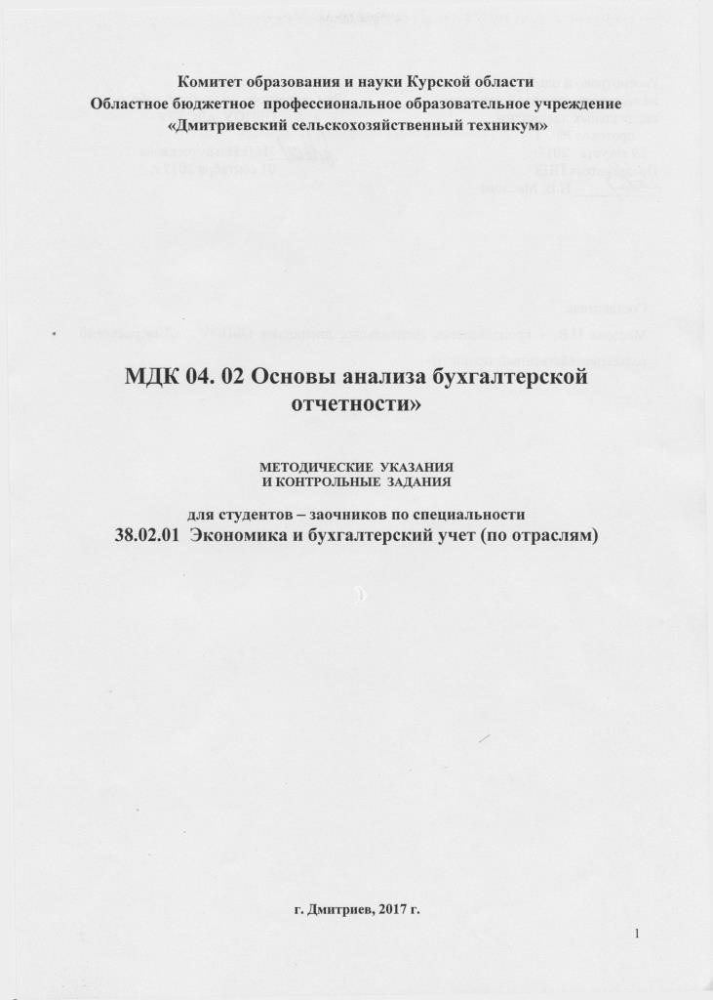 Комитет образования и науки Курской области
Областное бюджетное профессиональное образовательное учреждение
«Дмитриевский сельскохозяйственный техникум»
МДК 04. 02 Основы анализа бухгалтерской
отчетности»
МЕТОДИЧЕСКИЕ УКАЗАНИЯ
И КОНТРОЛЬНЫЕ ЗАДАНИЯ
для студентов – заочников по специальности
38.02.01 Экономика и бухгалтерский учет (по отраслям)
г. Дмитриев, 2017 г.
1